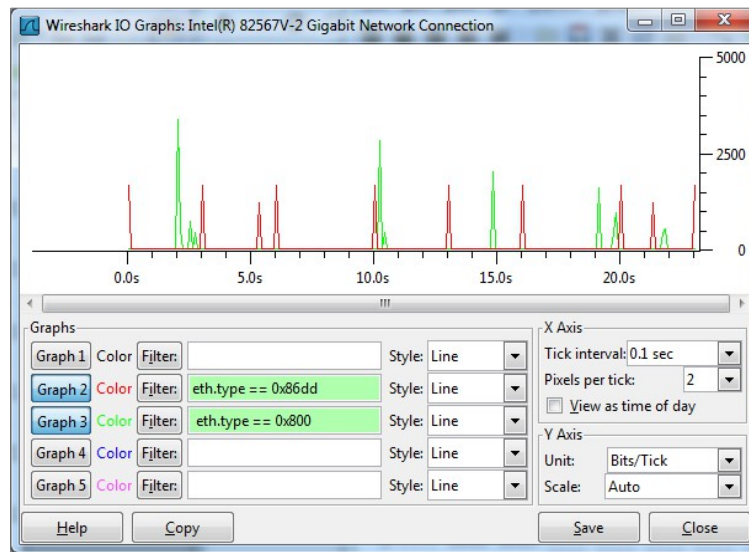 Wireshark IO Graphs: Intel(R) 82567V-2 Gigabit Network Connection
5000
2500
0
0.0s 5.0s 10.0s 15.0s 20.0s
Graphs
Graph 1 Color Filter: Style: Line
Graph 2 Color Filter: eth.type == 0x86dd Style: Line
Graph 3 Color Filter: eth.type == 0x800 Style: Line
Graph 4 Color Filter: Style: Line
Graph 5 Color Filter: Style: Line
X Axis
Tick interval: 0.1 sec
Pixels per tick: 2
View as time of day
Y Axis
Unit: Bits/Tick
Scale: Auto
Help Copy Save Close